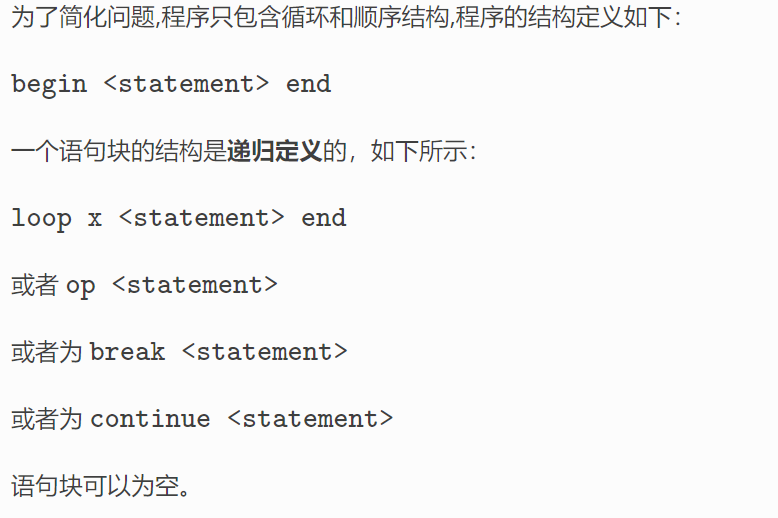 为了简化问题,程序只包含循环和顺序结构,程序的结构定义如下：
begin <statement> end
一个语句块的结构是递归定义的，如下所示：
loop x <statement> end
或者 op <statement>
或者为 break <statement>
或者为 continue <statement>
语句块可以为空。